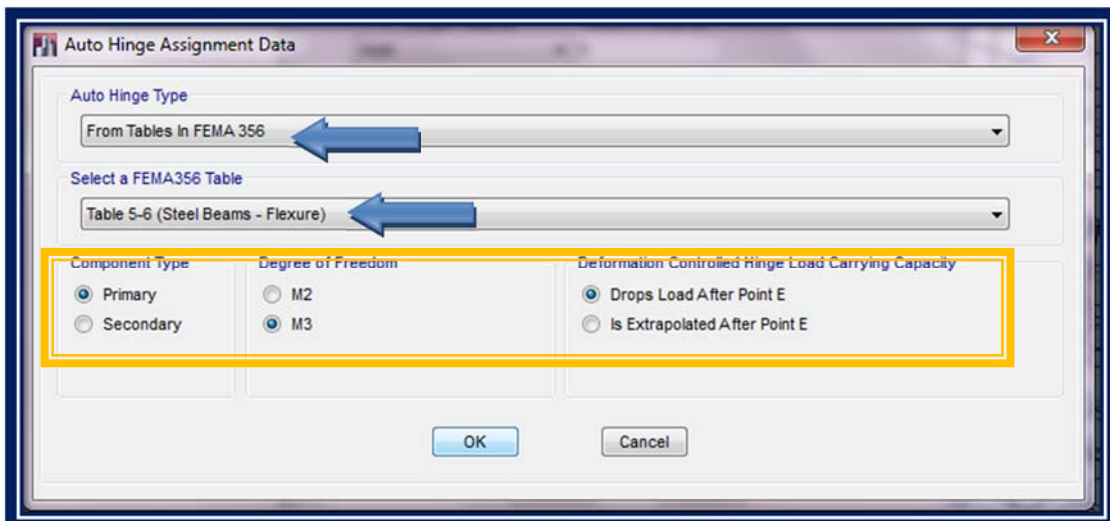 Auto Hinge Assignment Data
Auto Hinge Type
From Tables In FEMA 356
Select a FEMA356 Table
Table 5-6 (Steel Beams - Flexure)
Component Type
Degree of Freedom
Deformation Controlled Hinge Load Carrying Capacity
Primary
M2
Drops Load After Point E
Secondary
M3
Is Extrapolated After Point E
OK
Cancel